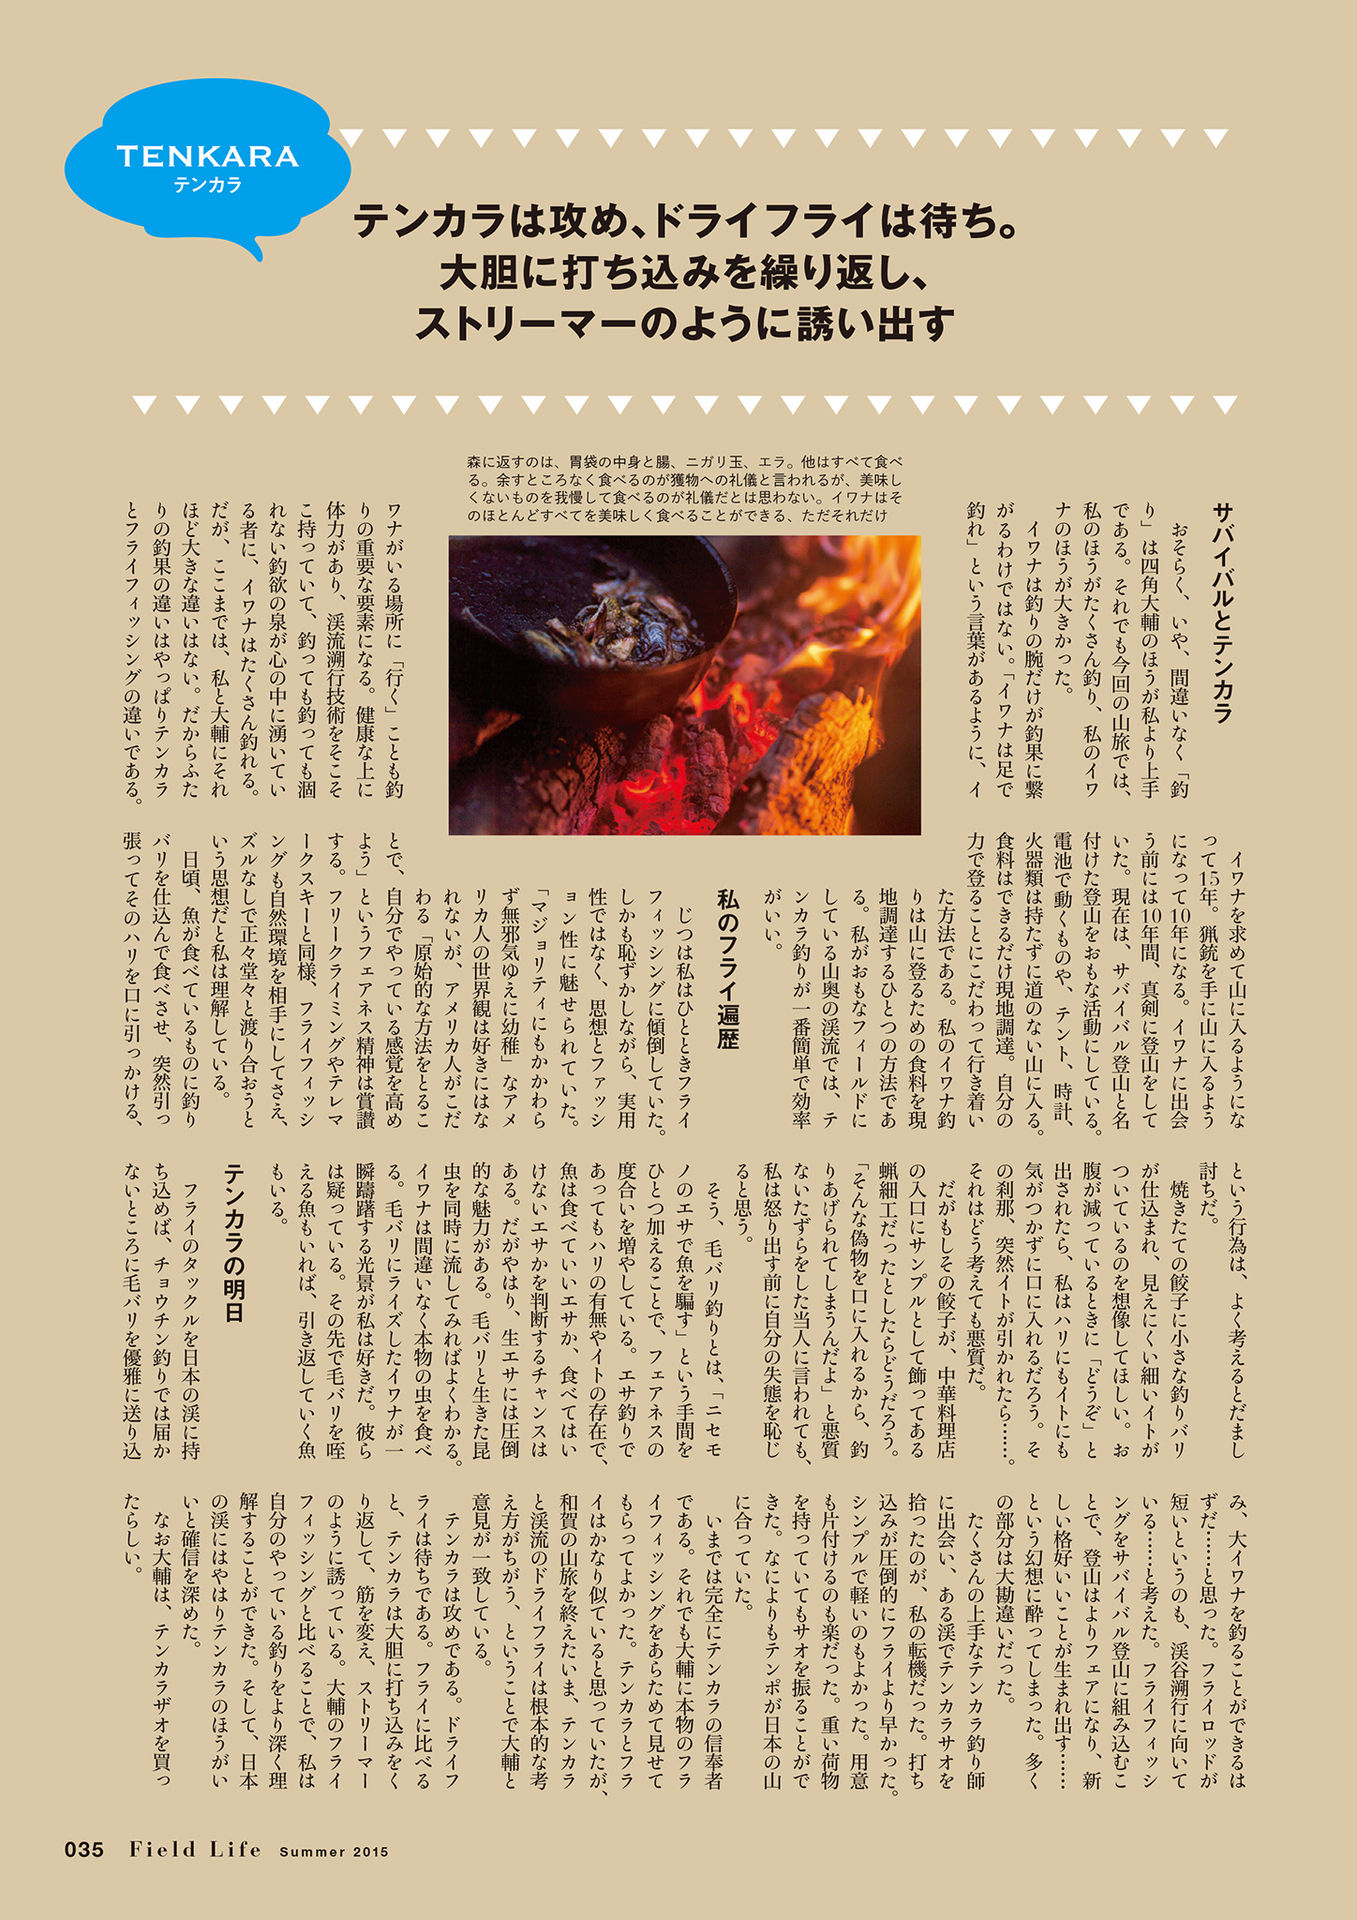 TENKARA
テンカラ
テンカラは攻め、ドライフライは待ち。
大胆に打ち込みを繰り返し、
ストリーマーのように誘い出す
森に返すのは、胃袋の中身と腸、ニガリ玉、エラ。他はすべて食べ
る。余すところなく食べるのが獲物への礼儀と言われるが、美味し
くないものを我慢して食べるのが礼儀だとは思わない。イワナはそ
のほとんどすべてを美味しく食べることができる、ただそれだけ
サバイバルとテンカラ
おそらく、いや、間違いなく「釣
り」は四角大輔のほうが私より上手
である。それでも今回の山旅では、
私のほうがたくさん釣り、私のイワ
ナのほうが大きかった。
イワナは釣りの腕だけが釣果に繋
がるわけではない。「イワナは足で
釣れ」という言葉があるように、イ
ワナがいる場所に「行く」ことも釣
りの重要な要素になる。健康な上に
体力があり、渓流溯行技術をそこそ
こ持っていて、釣っても釣っても涸
れない釣欲の泉が心の中に湧いてい
る者に、イワナはたくさん釣れる。
だが、ここまでは、私と大輔にそれ
ほど大きな違いはない。だからふた
りの釣果の違いはやっぱりテンカラ
とフライフィッシングの違いである。
イワナを求めて山に入るようにな
って15年。猟銃を手に山に入るよう
になって10年になる。イワナに出会
う前には10年間、真剣に登山をして
いた。現在は、サバイバル登山と名
付けた登山をおもな活動にしている。
電池で動くものや、テント、時計、
火器類は持たずに道のない山に入る。
食料はできるだけ現地調達。自分の
力で登ることにこだわって行き着い
た方法である。私のイワナ釣
りは山に登るための食料を現
地調達するひとつの方法であ
る。私がおもなフィールドに
している山奥の渓流では、テ
ンカラ釣りが一番簡単で効率
がいい。
私のフライ遍歴
じつは私はひとときフライ
フィッシングに傾倒していた。
しかも恥ずかしながら、実用
性ではなく、思想とファッシ
ョン性に魅せられていた。
「マジョリティにもかかわら
ず無邪気ゆえに幼稚」なアメ
リカ人の世界観は好きにはな
れないが、アメリカ人がこだ
わる「原始的な方法をとるこ
とで、自分でやっている感覚を高め
よう」というフェアネス精神は賞讃
する。フリークライミングやテレマ
ークスキーと同様、フライフィッシ
ングも自然環境を相手にしてさえ、
ズルなしで正々堂々と渡り合おうと
いう思想だと私は理解している。
日頃、魚が食べているものに釣り
バリを仕込んで食べさせ、突然引っ
張ってそのハリを口に引っかける、
という行為は、よく考えるとだまし
討ちだ。
焼きたての餃子に小さな釣りバリ
が仕込まれ、見えにくい細いイトが
ついているのを想像してほしい。お
腹が減っているときに「どうぞ」と
出されたら、私はハリにもイトにも
気がつかずに口に入れるだろう。そ
の刹那、突然イトが引かれたら……。
それはどう考えても悪質だ。
だがもしその餃子が、中華料理店
の入口にサンプルとして飾ってある
蝋細工だったとしたらどうだろう。
「そんな偽物を口に入れるから、釣
りあげられてしまうんだよ」と悪質
ないたずらをした当人に言われても、
私は怒り出す前に自分の失態を恥じ
ると思う。
そう、毛バリ釣りとは、「ニセモ
ノのエサで魚を騙す」という手間を
ひとつ加えることで、フェアネスの
度合いを増やしている。エサ釣りで
あってもハリの有無やイトの存在で、
魚は食べていいエサか、食べてはい
けないエサかを判断するチャンスは
ある。だがやはり、生エサには圧倒
的な魅力がある。毛バリと生きた昆
虫を同時に流してみればよくわかる。
イワナは間違いなく本物の虫を食べ
る。毛バリにライズしたイワナが一
瞬躊躇する光景が私は好きだ。彼ら
は疑っている。その先で毛バリを咥
える魚もいれば、引き返していく魚
もいる。
テンカラの明日
フライのタックルを日本の渓に持
ち込めば、チョウチン釣りでは届か
ないところに毛バリを優雅に送り込
み、大イワナを釣ることができるは
ずだ……と思った。フライロッドが
短いというのも、渓谷溯行に向いて
いる……と考えた。フライフィッシ
ングをサバイバル登山に組み込むこ
とで、登山はよりフェアになり、新
しい格好いいことが生まれ出す……
という幻想に酔ってしまった。多く
の部分は大勘違いだった。
たくさんの上手なテンカラ釣り師
に出会い、ある渓でテンカラサオを
拾ったのが、私の転機だった。打ち
込みが圧倒的にフライより早かった。
シンプルで軽いのもよかった。用意
も片付けるのも楽だった。重い荷物
を持っていてもサオを振ることがで
きた。なによりもテンポが日本の山
に合っていた。
いまでは完全にテンカラの信奉者
である。それでも大輔に本物のフラ
イフィッシングをあらためて見せて
もらってよかった。テンカラとフラ
イはかなり似ていると思っていたが、
和賀の山旅を終えたいま、テンカラ
と渓流のドライフライは根本的な考
え方がちがう、ということで大輔と
意見が一致している。
テンカラは攻めである。ドライフ
ライは待ちである。フライに比べる
と、テンカラは大胆に打ち込みをく
り返して、筋を変え、ストリーマー
のように誘っている。大輔のフライ
フィッシングと比べることで、私は
自分のやっている釣りをより深く理
解することができた。そして、日本
の渓にはやはりテンカラのほうがい
いと確信を深めた。
なお大輔は、テンカラザオを買っ
たらしい。
035 Field Life Summer 2015